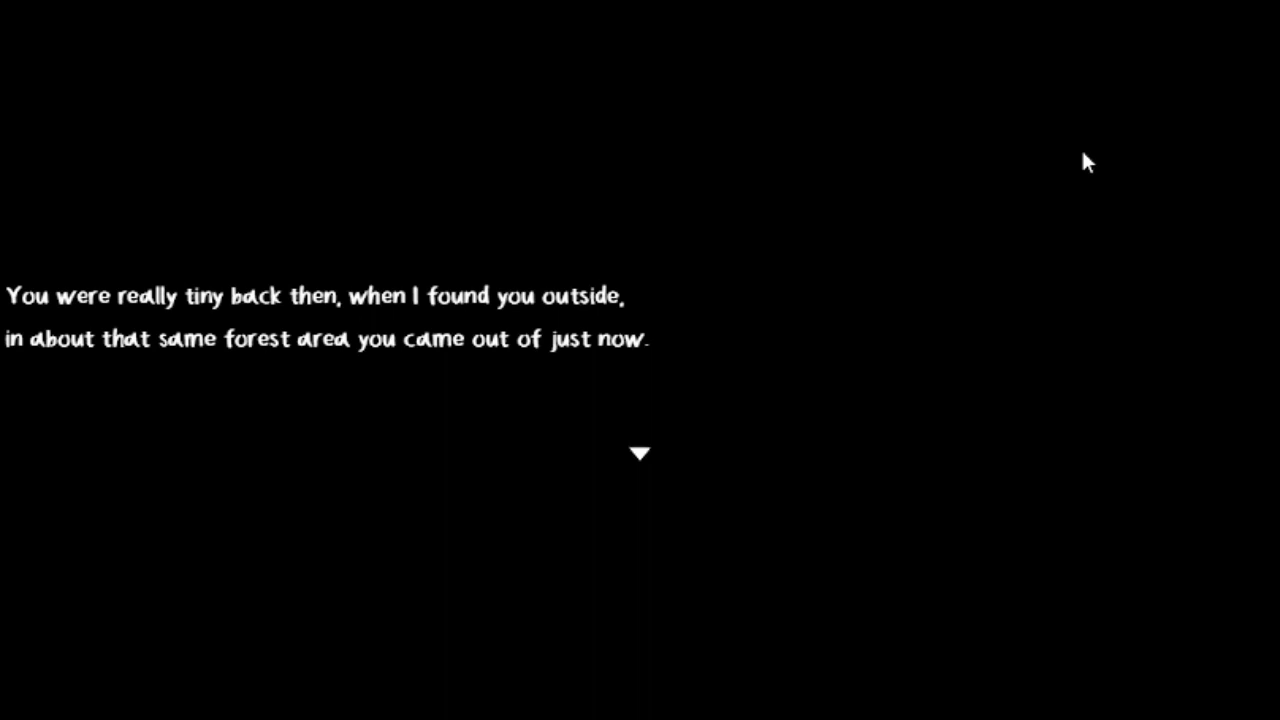 You were really tiny back then, when I found you outside,
in about that same forest area you came out of just now.